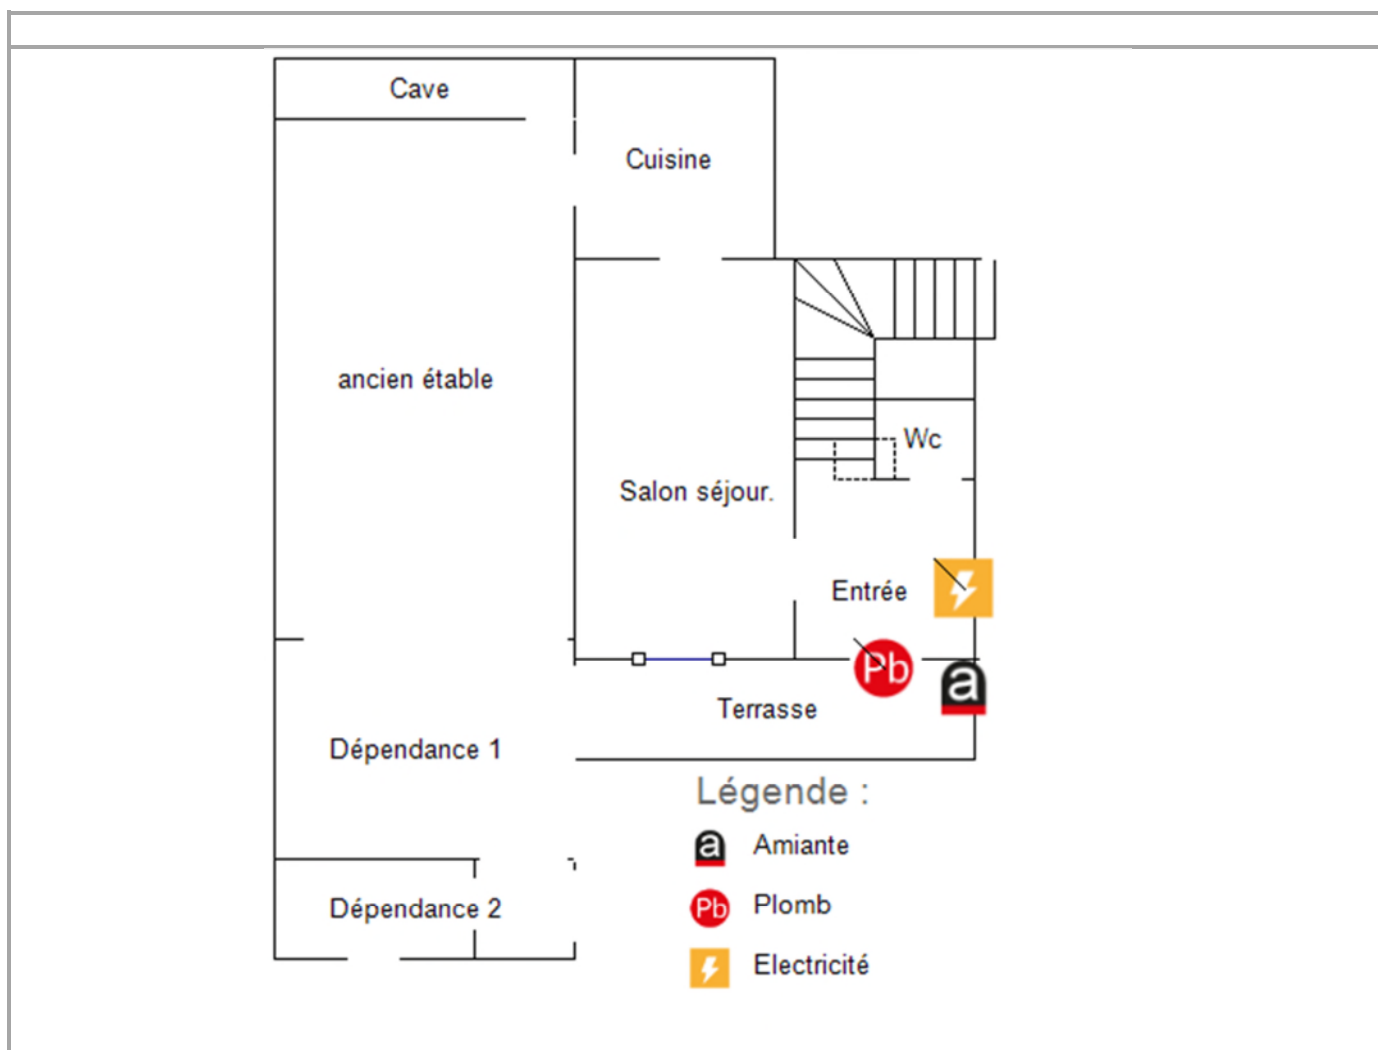 Cave
Cuisine
ancien étable
Wc
Salon séjour.
Entrée
Pb
a
Terrasse
Dépendance 1
Légende :
a Amiante
Dépendance 2
Pb Plomb
Electricité